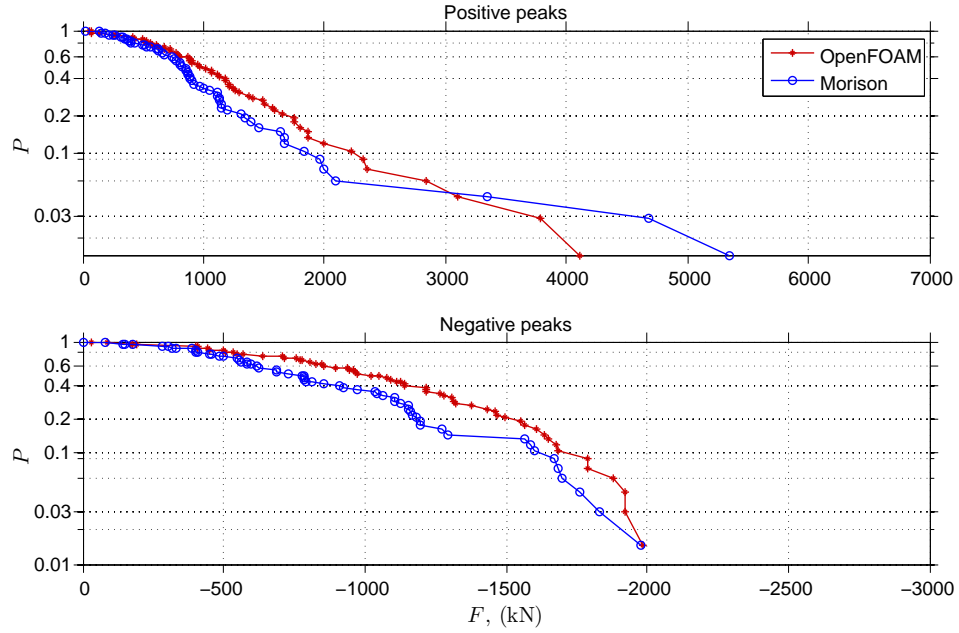 Positive peaks
1
0.6
0.4
0.2
0.1
0.03
P
OpenFOAM
Morison
0 1000 2000 3000 4000 5000 6000 7000
Negative peaks
1
0.6
0.4
0.2
0.1
0.03
0.01
P
0 −500 −1000 −1500 −2000 −2500 −3000
F, (kN)